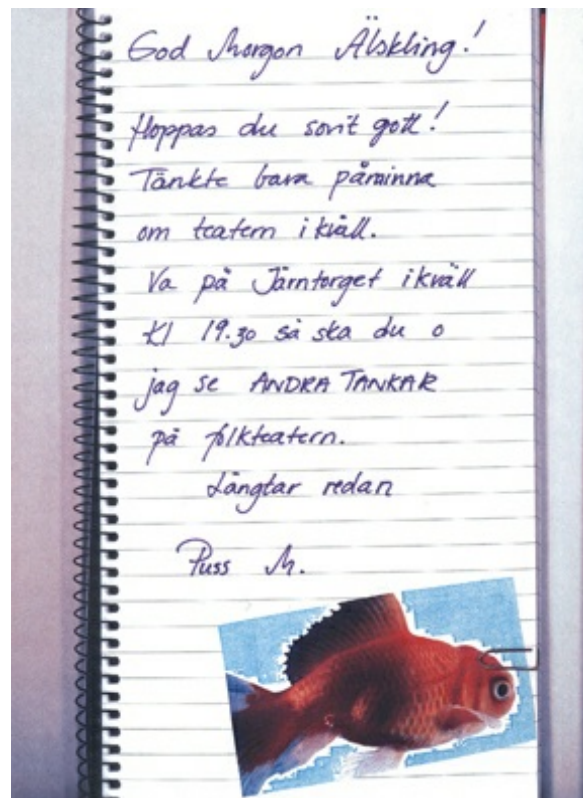 God Morgon Älskling!
Hoppas du sovit gott!
Tänkte bara påminna
om teatern ikväll.
Va på Järntorget ikväll
Kl 19.30 så ska du o
jag se ANDRA TANKAR
på folkteatern.
Längtar redan
Puss M.